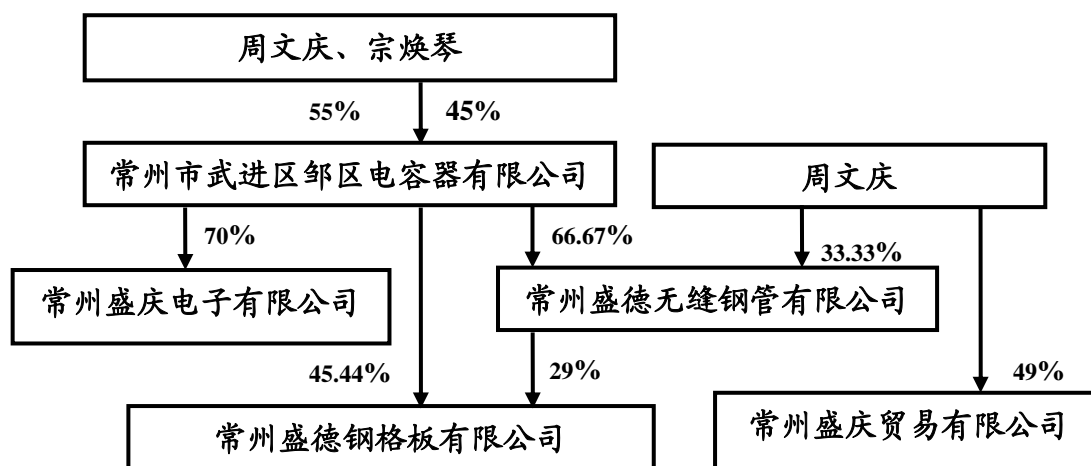 周文庆、宗焕琴
55% 45%
常州市武进区邹区电容器有限公司
周文庆
70%
66.67%
33.33%
常州盛庆电子有限公司
常州盛德无缝钢管有限公司
45.44%
29%
49%
常州盛德钢格板有限公司
常州盛庆贸易有限公司